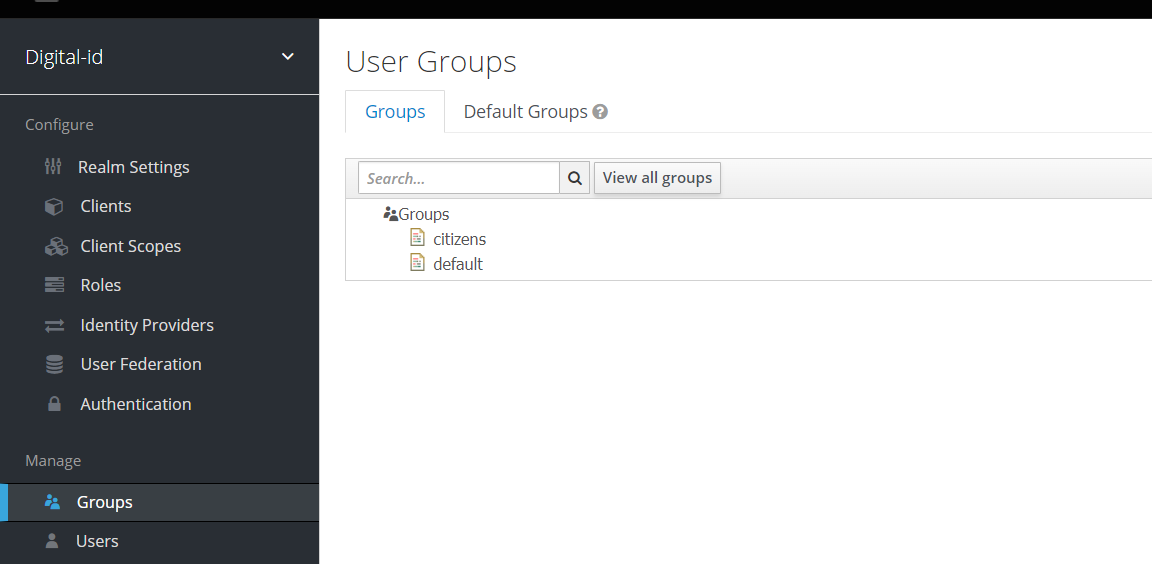 Digital-id
Configure
Realm Settings
Clients
Client Scopes
Roles
Identity Providers
User Federation
Authentication
Manage
Groups
Users
User Groups
Groups
Default Groups ?
Search...
View all groups
Groups
citizens
default